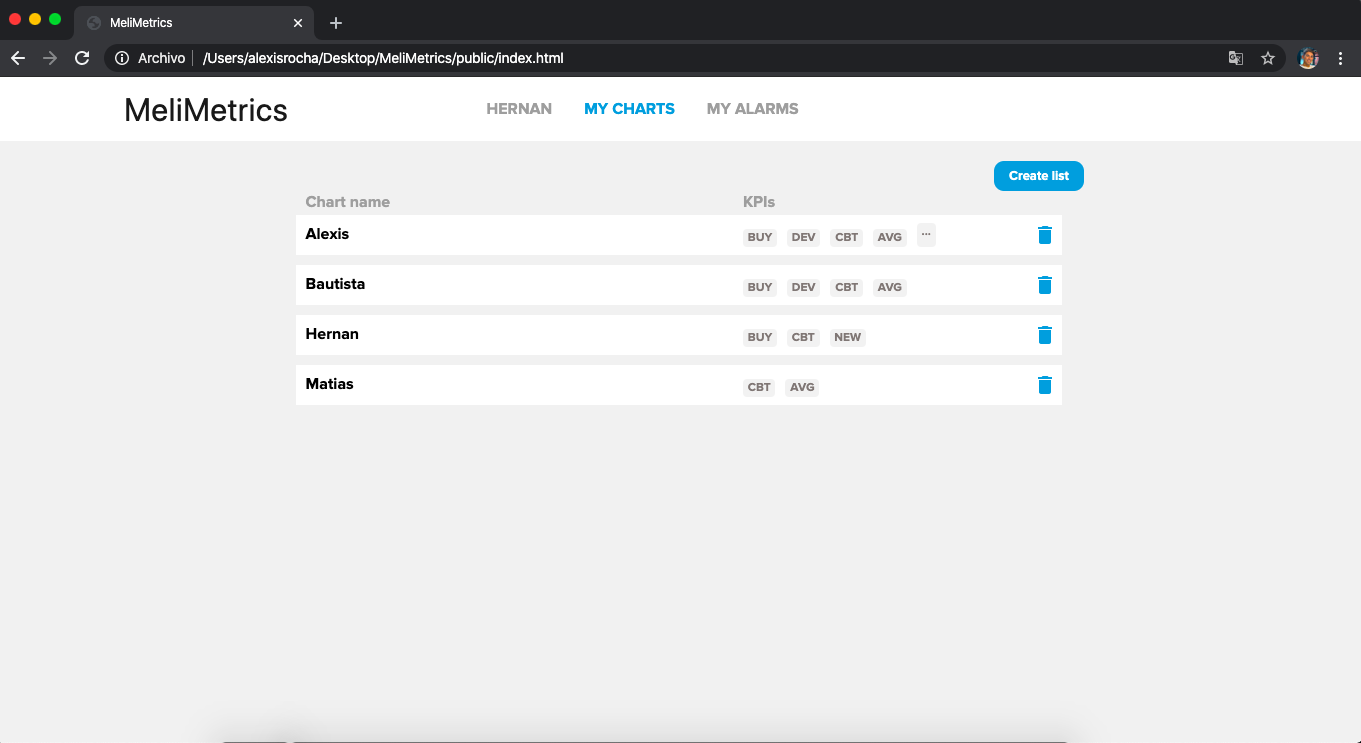 MeliMetrics
Archivo /Users/alexisrocha/Desktop/MeliMetrics/public/index.html
MeliMetrics HERNAN MY CHARTS MY ALARMS
Create list
Chart name KPIs
Alexis BUY DEV CBT AVG ...
Bautista BUY DEV CBT AVG
Hernan BUY CBT NEW
Matias CBT AVG